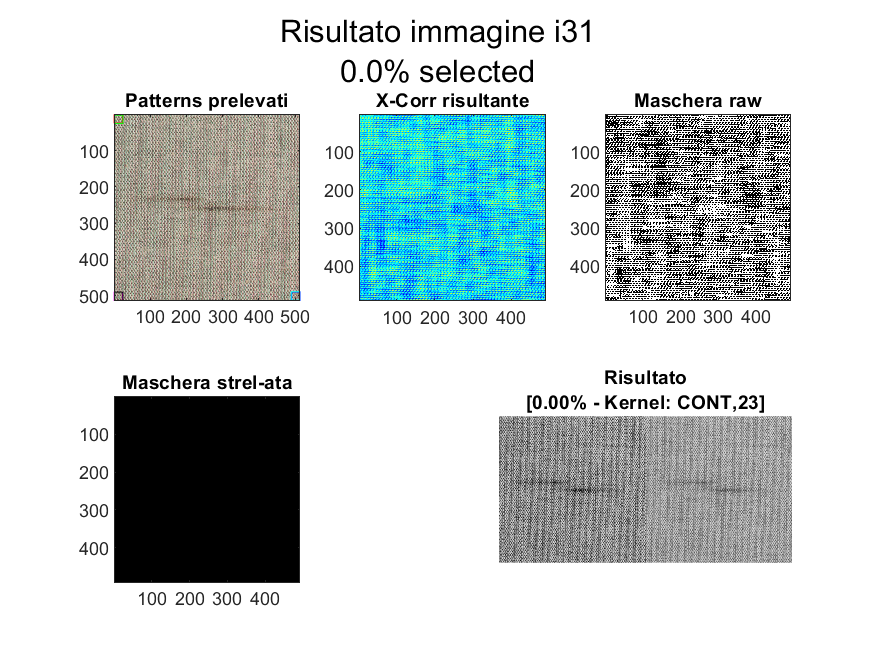 Risultato immagine i31
0.0% selected
Patterns prelevati
X-Corr risultante
Maschera raw
100
200
300
400
500
100 200 300 400 500
100
200
300
400
100 200 300 400
100
200
300
400
100 200 300 400
Maschera strel-ata
100
200
300
400
100 200 300 400
Risultato
[0.00% - Kernel: CONT,23]